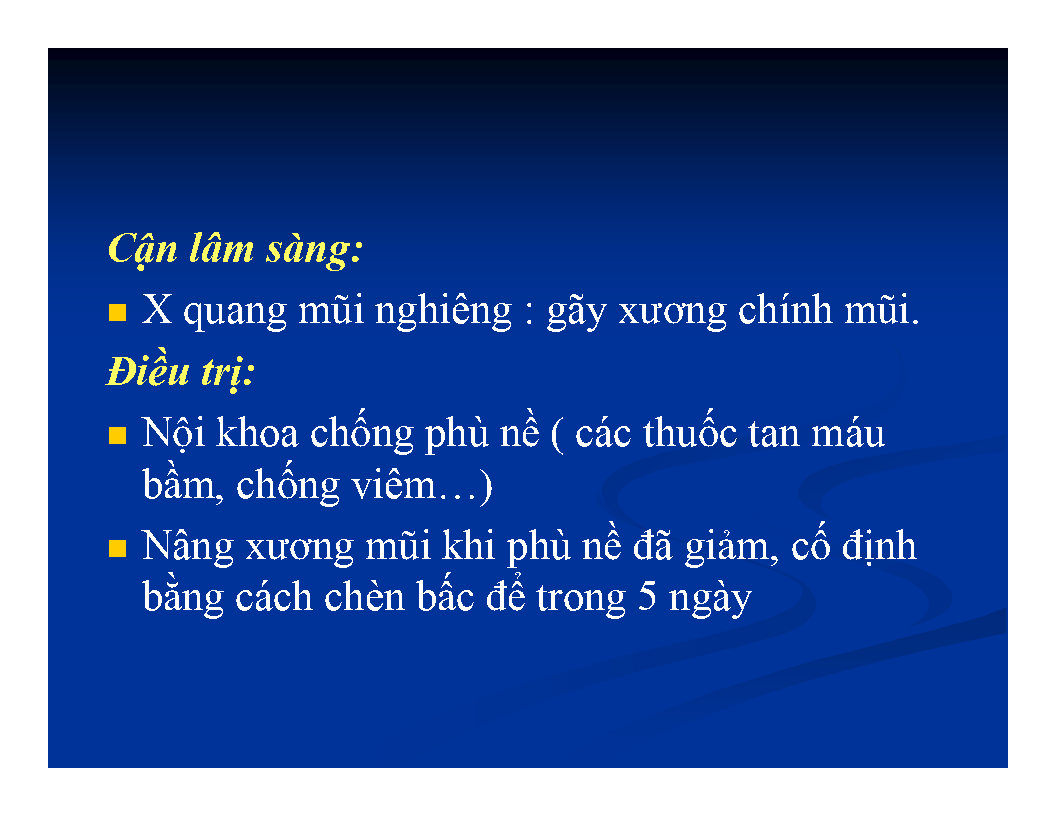 Cận lâm sàng:
X quang mũi nghiêng : gãy xương chính mũi.
Điều trị:
Nội khoa chống phù nề ( các thuốc tan máu
bầm, chống viêm…)
Nâng xương mũi khi phù nề đã giảm, cố định
bằng cách chèn bấc để trong 5 ngày